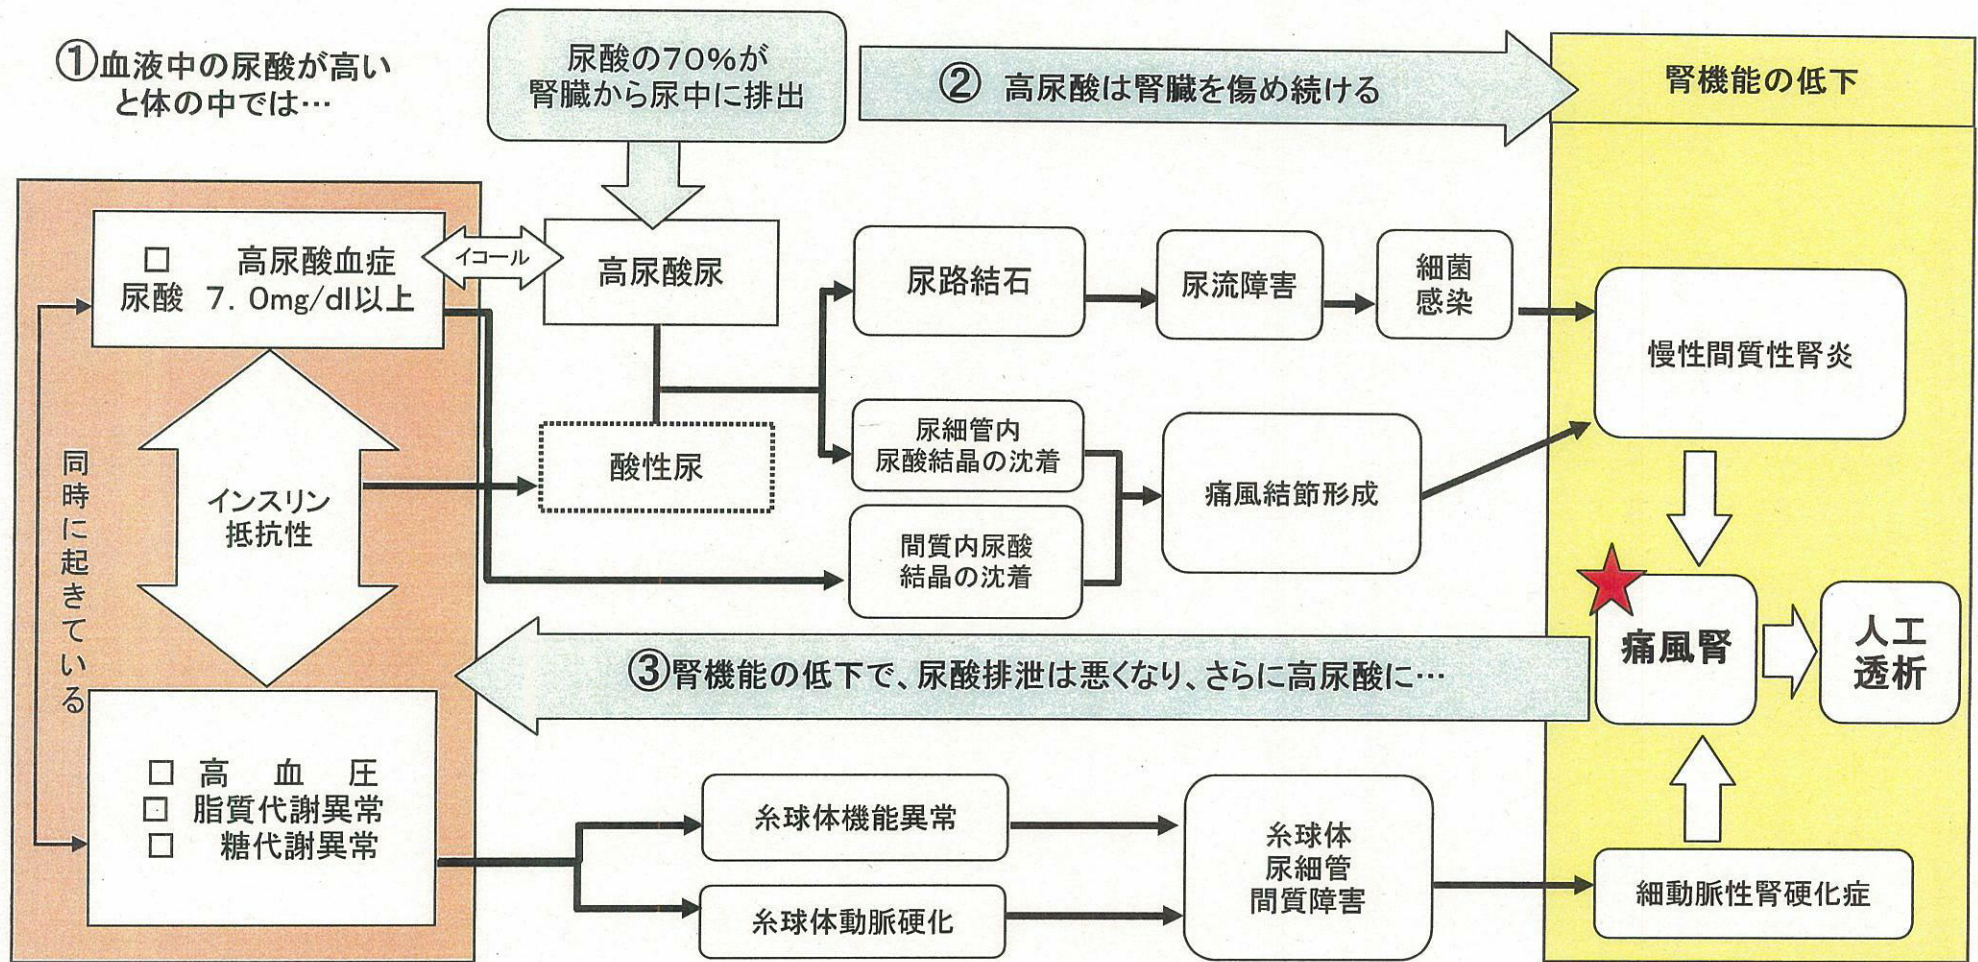 ①血液中の尿酸が高い
と体の中では…
尿酸の70%が
腎臓から尿中に排出
② 高尿酸は腎臓を傷め続ける
腎機能の低下
□ 高尿酸血症
尿酸 7.0mg/dl以上
イコール
高尿酸尿
尿路結石
尿流障害
細菌
感染
慢性間質性腎炎
同時に起きている
インスリン
抵抗性
酸性尿
尿細管内
尿酸結晶の沈着
間質内尿酸
結晶の沈着
痛風結節形成
痛風腎
人工
透析
③腎機能の低下で、尿酸排泄は悪くなり、さらに高尿酸に…
□ 高 血 圧
□ 脂質代謝異常
□ 糖代謝異常
糸球体機能異常
糸球体動脈硬化
糸球体
尿細管
間質障害
細動脈性腎硬化症